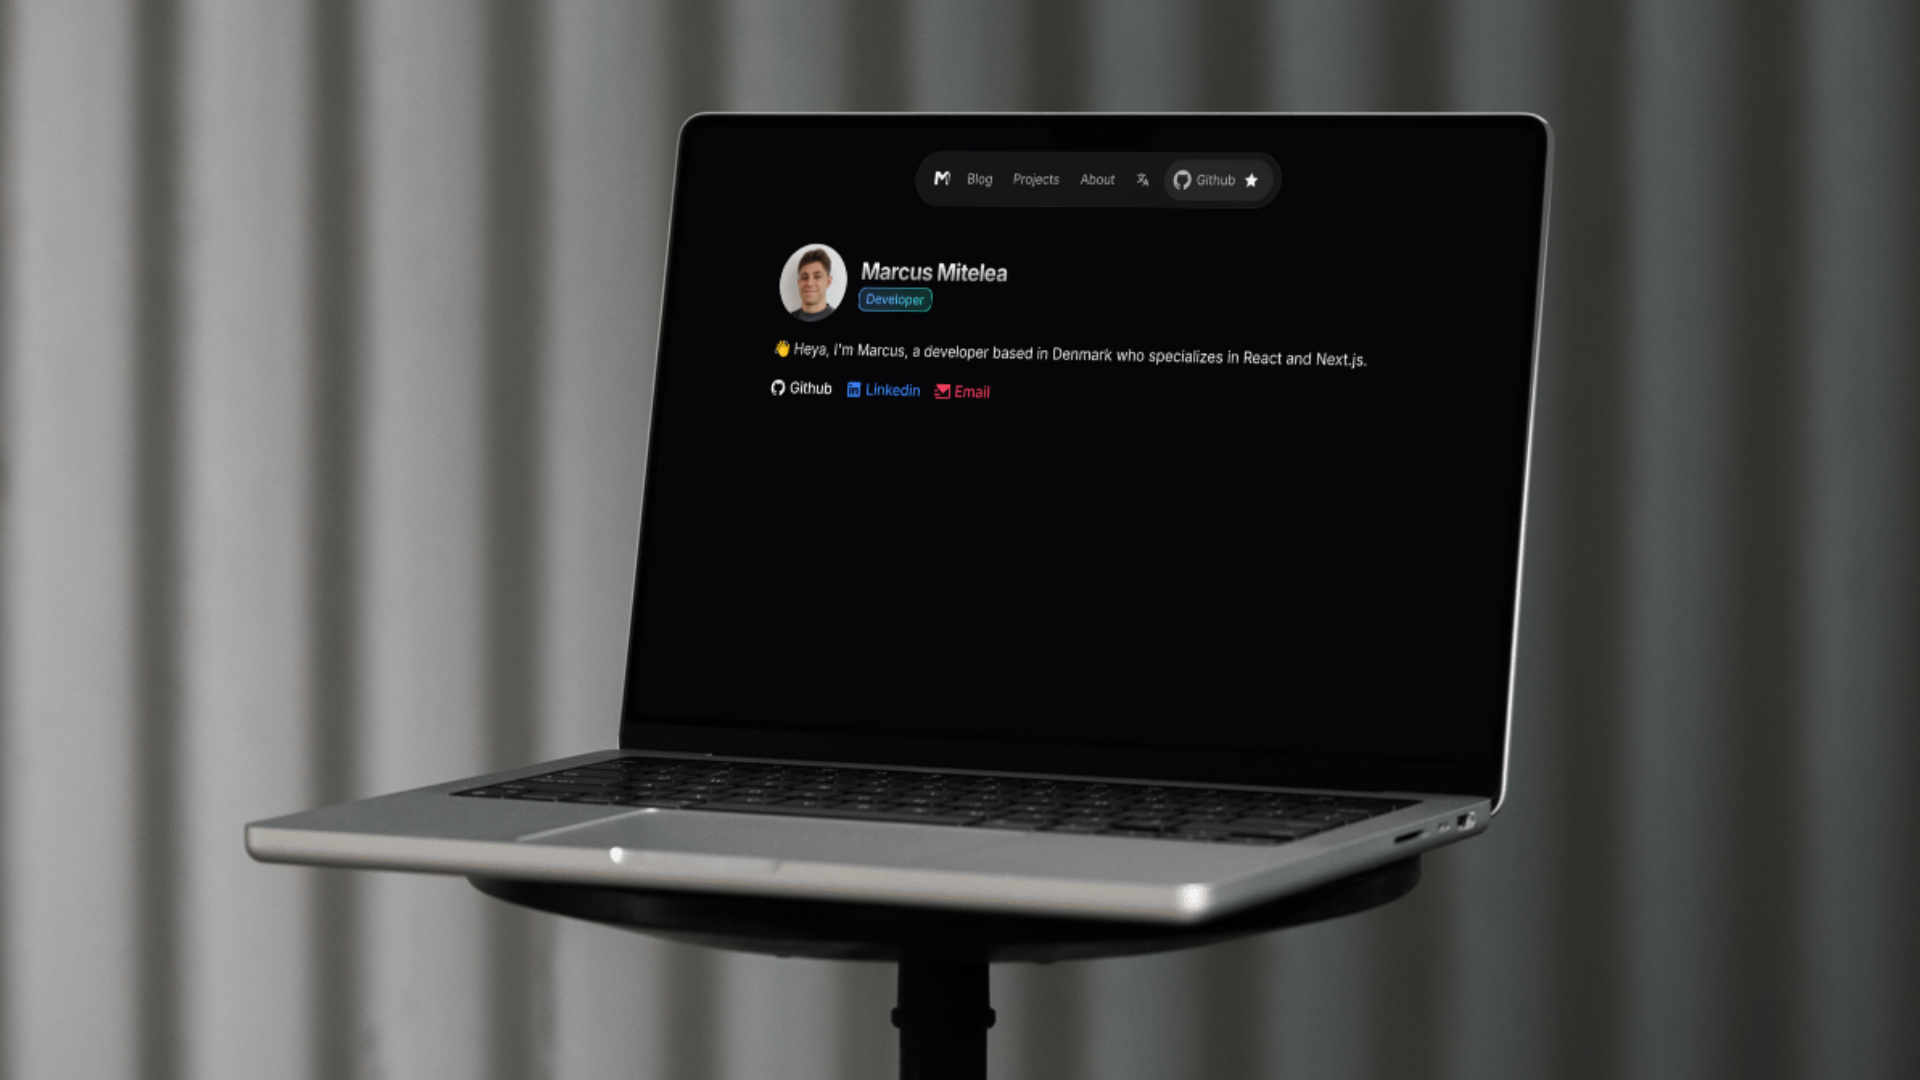 M Blog Projects About Github
Marcus Mitelea
Developer
👋 Heya, I'm Marcus, a developer based in Denmark who specializes in React and Next.js.
Github Linkedin Email